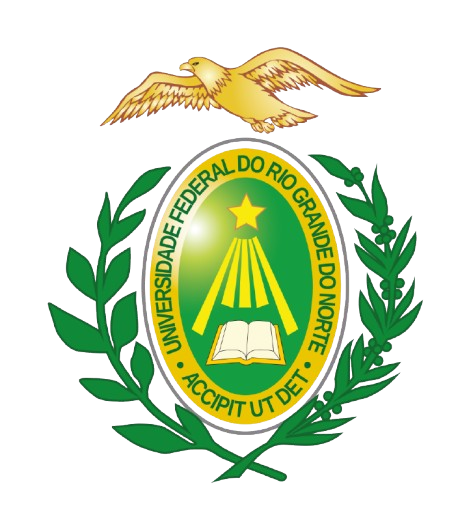 UNIVERSIDADE FEDERAL DO RIO GRANDE DO NORTE
• ACCIPIT UT DET •